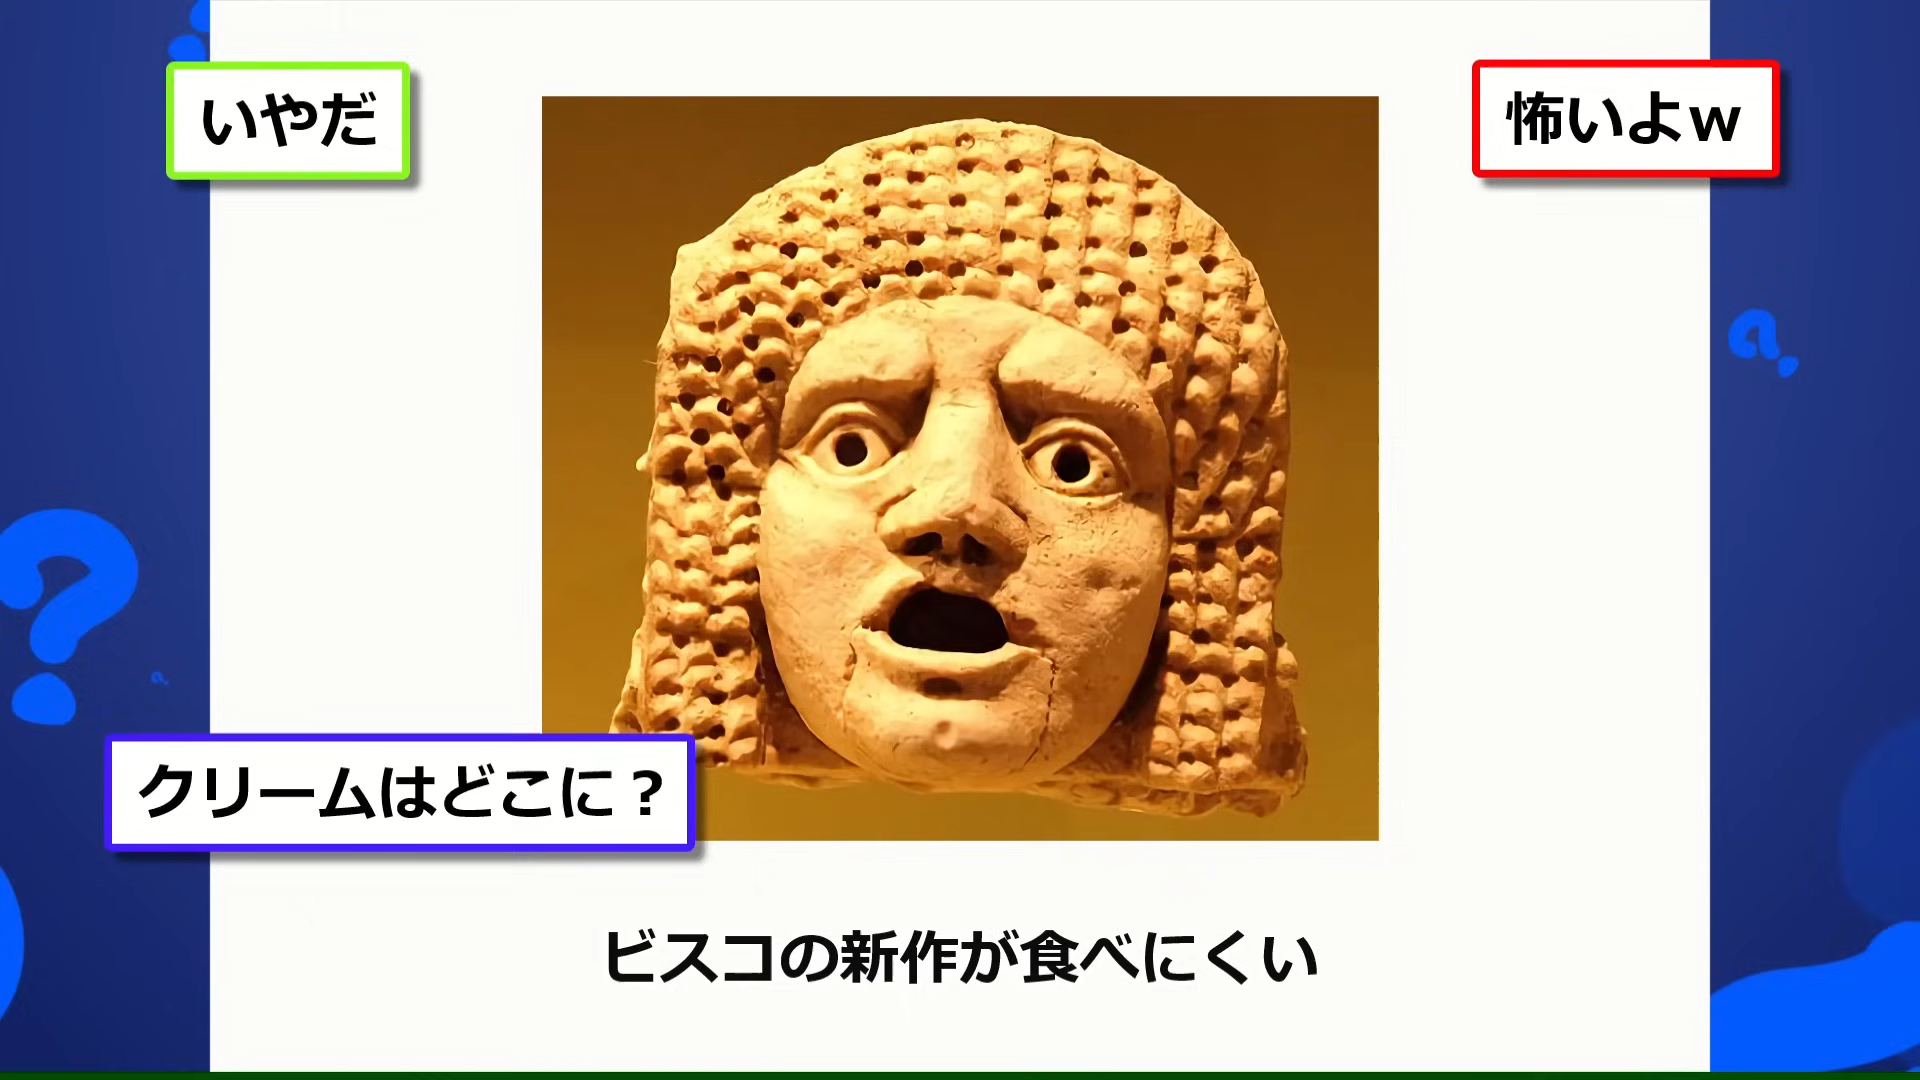 いやだ
怖いよw
クリームはどこに？
ビスコの新作が食べにくい